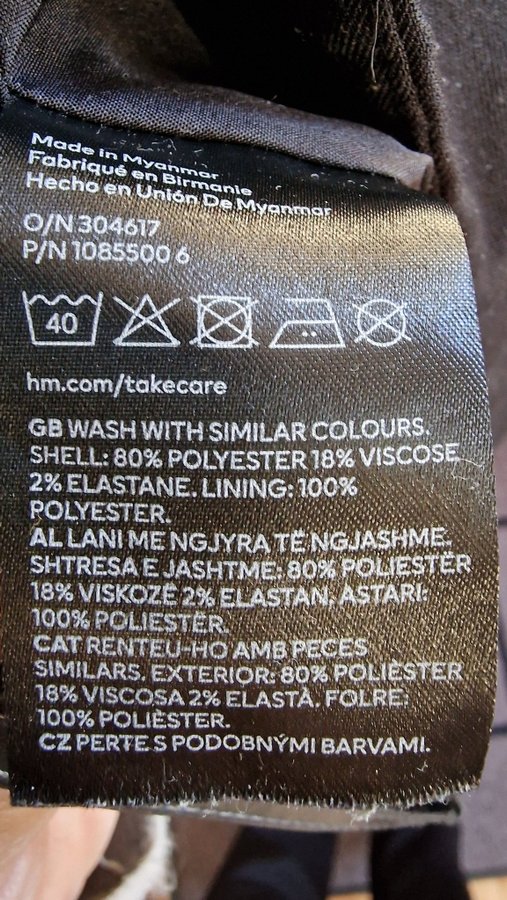 Made in Myanmar
Fabriqué en Birmanie
Hecho en Unión De Myanmar
O/N 304617
P/N 1085500 6
40
hm.com/takecare
GB WASH WITH SIMILAR COLOURS.
SHELL: 80% POLYESTER 18% VISCOSE
2% ELASTANE. LINING: 100%
POLYESTER.
AL LANI ME NGJYRA TË NGJASHME.
SHTRESA E JASHTME: 80% POLIESTËR
18% VISKOZË 2% ELASTAN. ASTARI:
100% POLIESTËR.
CAT RENTEU-HO AMB PECES
SIMILARS. EXTERIOR: 80% POLIÈSTER
18% VISCOSA 2% ELASTÀ. FOLRE:
100% POLIÈSTER.
CZ PERTE S PODOBNÝMI BARVAMI.